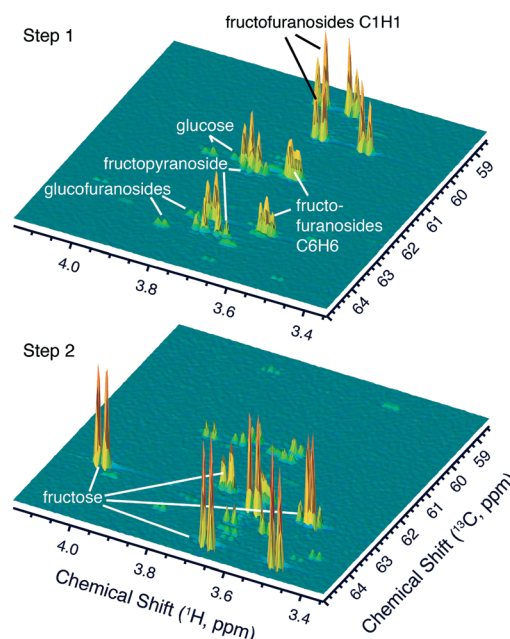 Step 1
fructofuranosides C1H1
glucose
fructopyranoside
glucofuranosides
fructo-
furanosides
C6H6
4.0
3.8
3.6
3.4
64
63
62
61
60
59
Step 2
fructose
4.0
3.8
3.6
3.4
64
63
62
61
60
59
Chemical Shift (¹H, ppm)
Chemical Shift (¹³C, ppm)